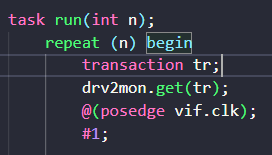 task run(int n);
repeat (n) begin
transaction tr;
drv2mon.get(tr);
@(posedge vif.clk);
#1;